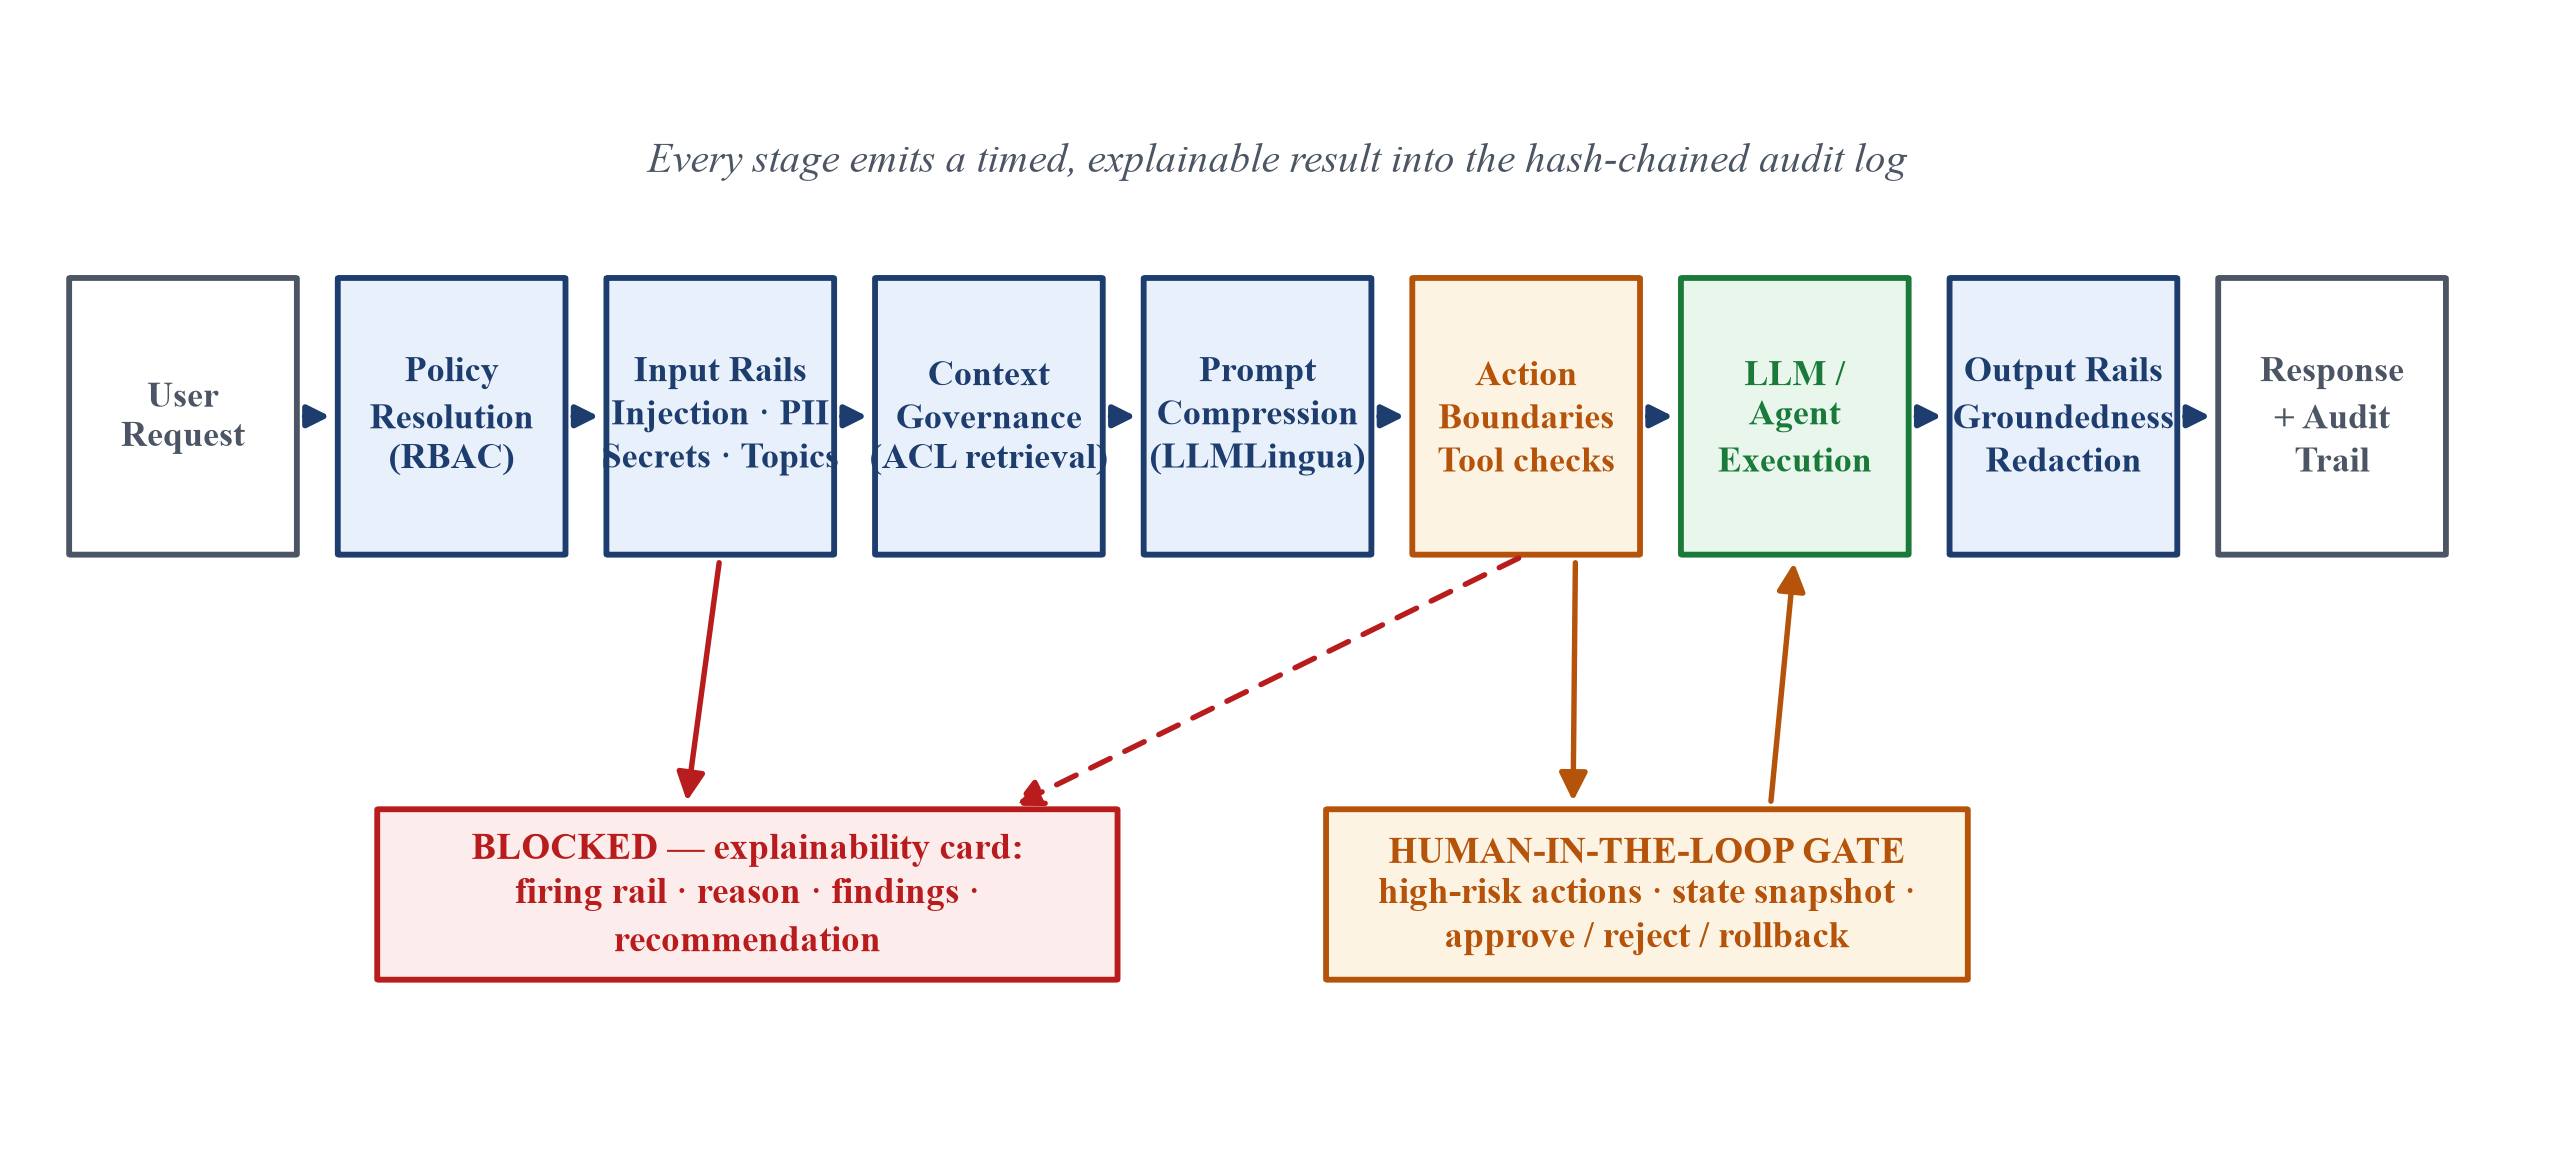 Every stage emits a timed, explainable result into the hash-chained audit log
User
Request
Policy
Resolution
(RBAC)
Input Rails
Injection · PII
Secrets · Topics
Context
Governance
(ACL retrieval)
Prompt
Compression
(LLMLingua)
Action
Boundaries
Tool checks
LLM /
Agent
Execution
Output Rails
Groundedness
Redaction
Response
+ Audit
Trail
BLOCKED — explainability card:
firing rail · reason · findings ·
recommendation
HUMAN-IN-THE-LOOP GATE
high-risk actions · state snapshot ·
approve / reject / rollback